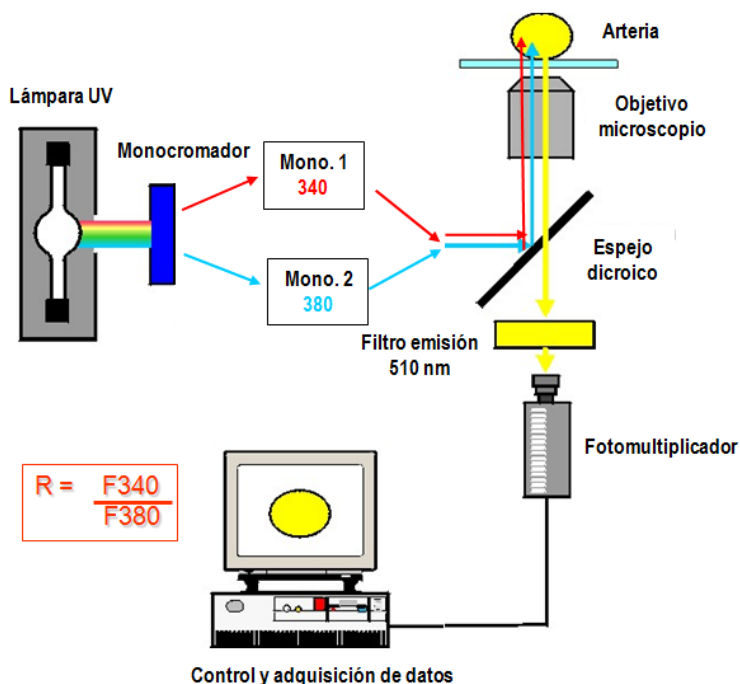 Arteria
Lámpara UV
Objetivo
microscopio
Monocromador
Mono. 1
340
Espejo
dicroico
Mono. 2
380
Filtro emisión
510 nm
Fotomultiplicador
R = F340
F380
Control y adquisición de datos